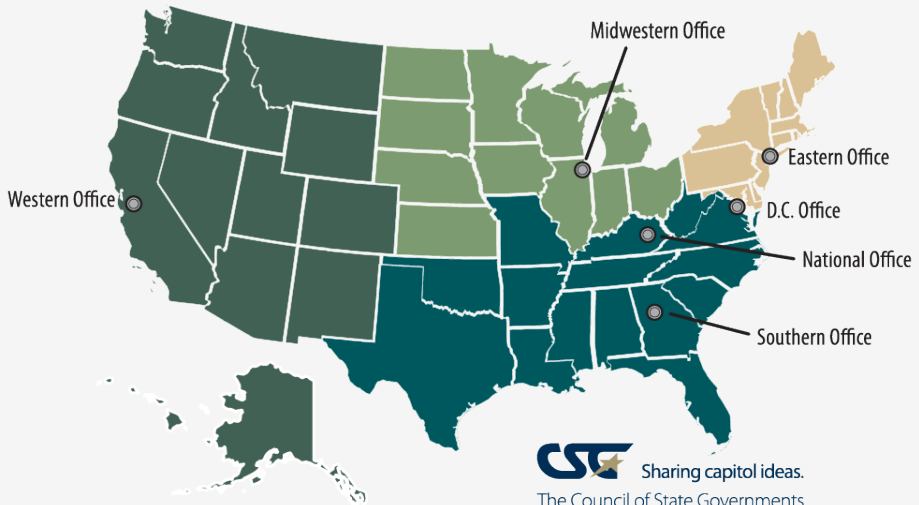 Midwestern Office
Eastern Office
Western Office
D.C. Office
National Office
Southern Office
CSG Sharing capitol ideas.
The Council of State Governments